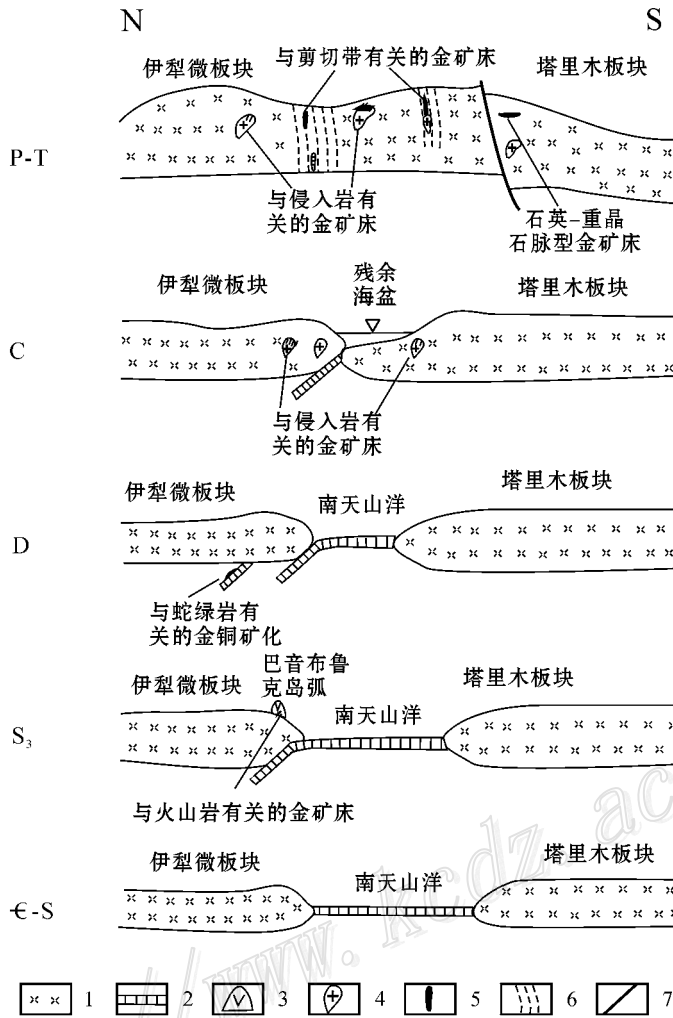 N S
伊犁微板块 与剪切带有关的金矿床 塔里木板块
P-T
与侵入岩有
关的金矿床
石英-重晶
石脉型金矿床
伊犁微板块 残余
海盆 塔里木板块
C
与侵入岩有
关的金矿床
伊犁微板块 南天山洋 塔里木板块
D
与蛇绿岩有
关的金铜矿化
伊犁微板块 巴音布鲁
克岛弧 南天山洋 塔里木板块
S₃
与火山岩有关的金矿床
伊犁微板块 南天山洋 塔里木板块
Є-S
1 2 3 4 5 6 7
//www.kcdz.ac